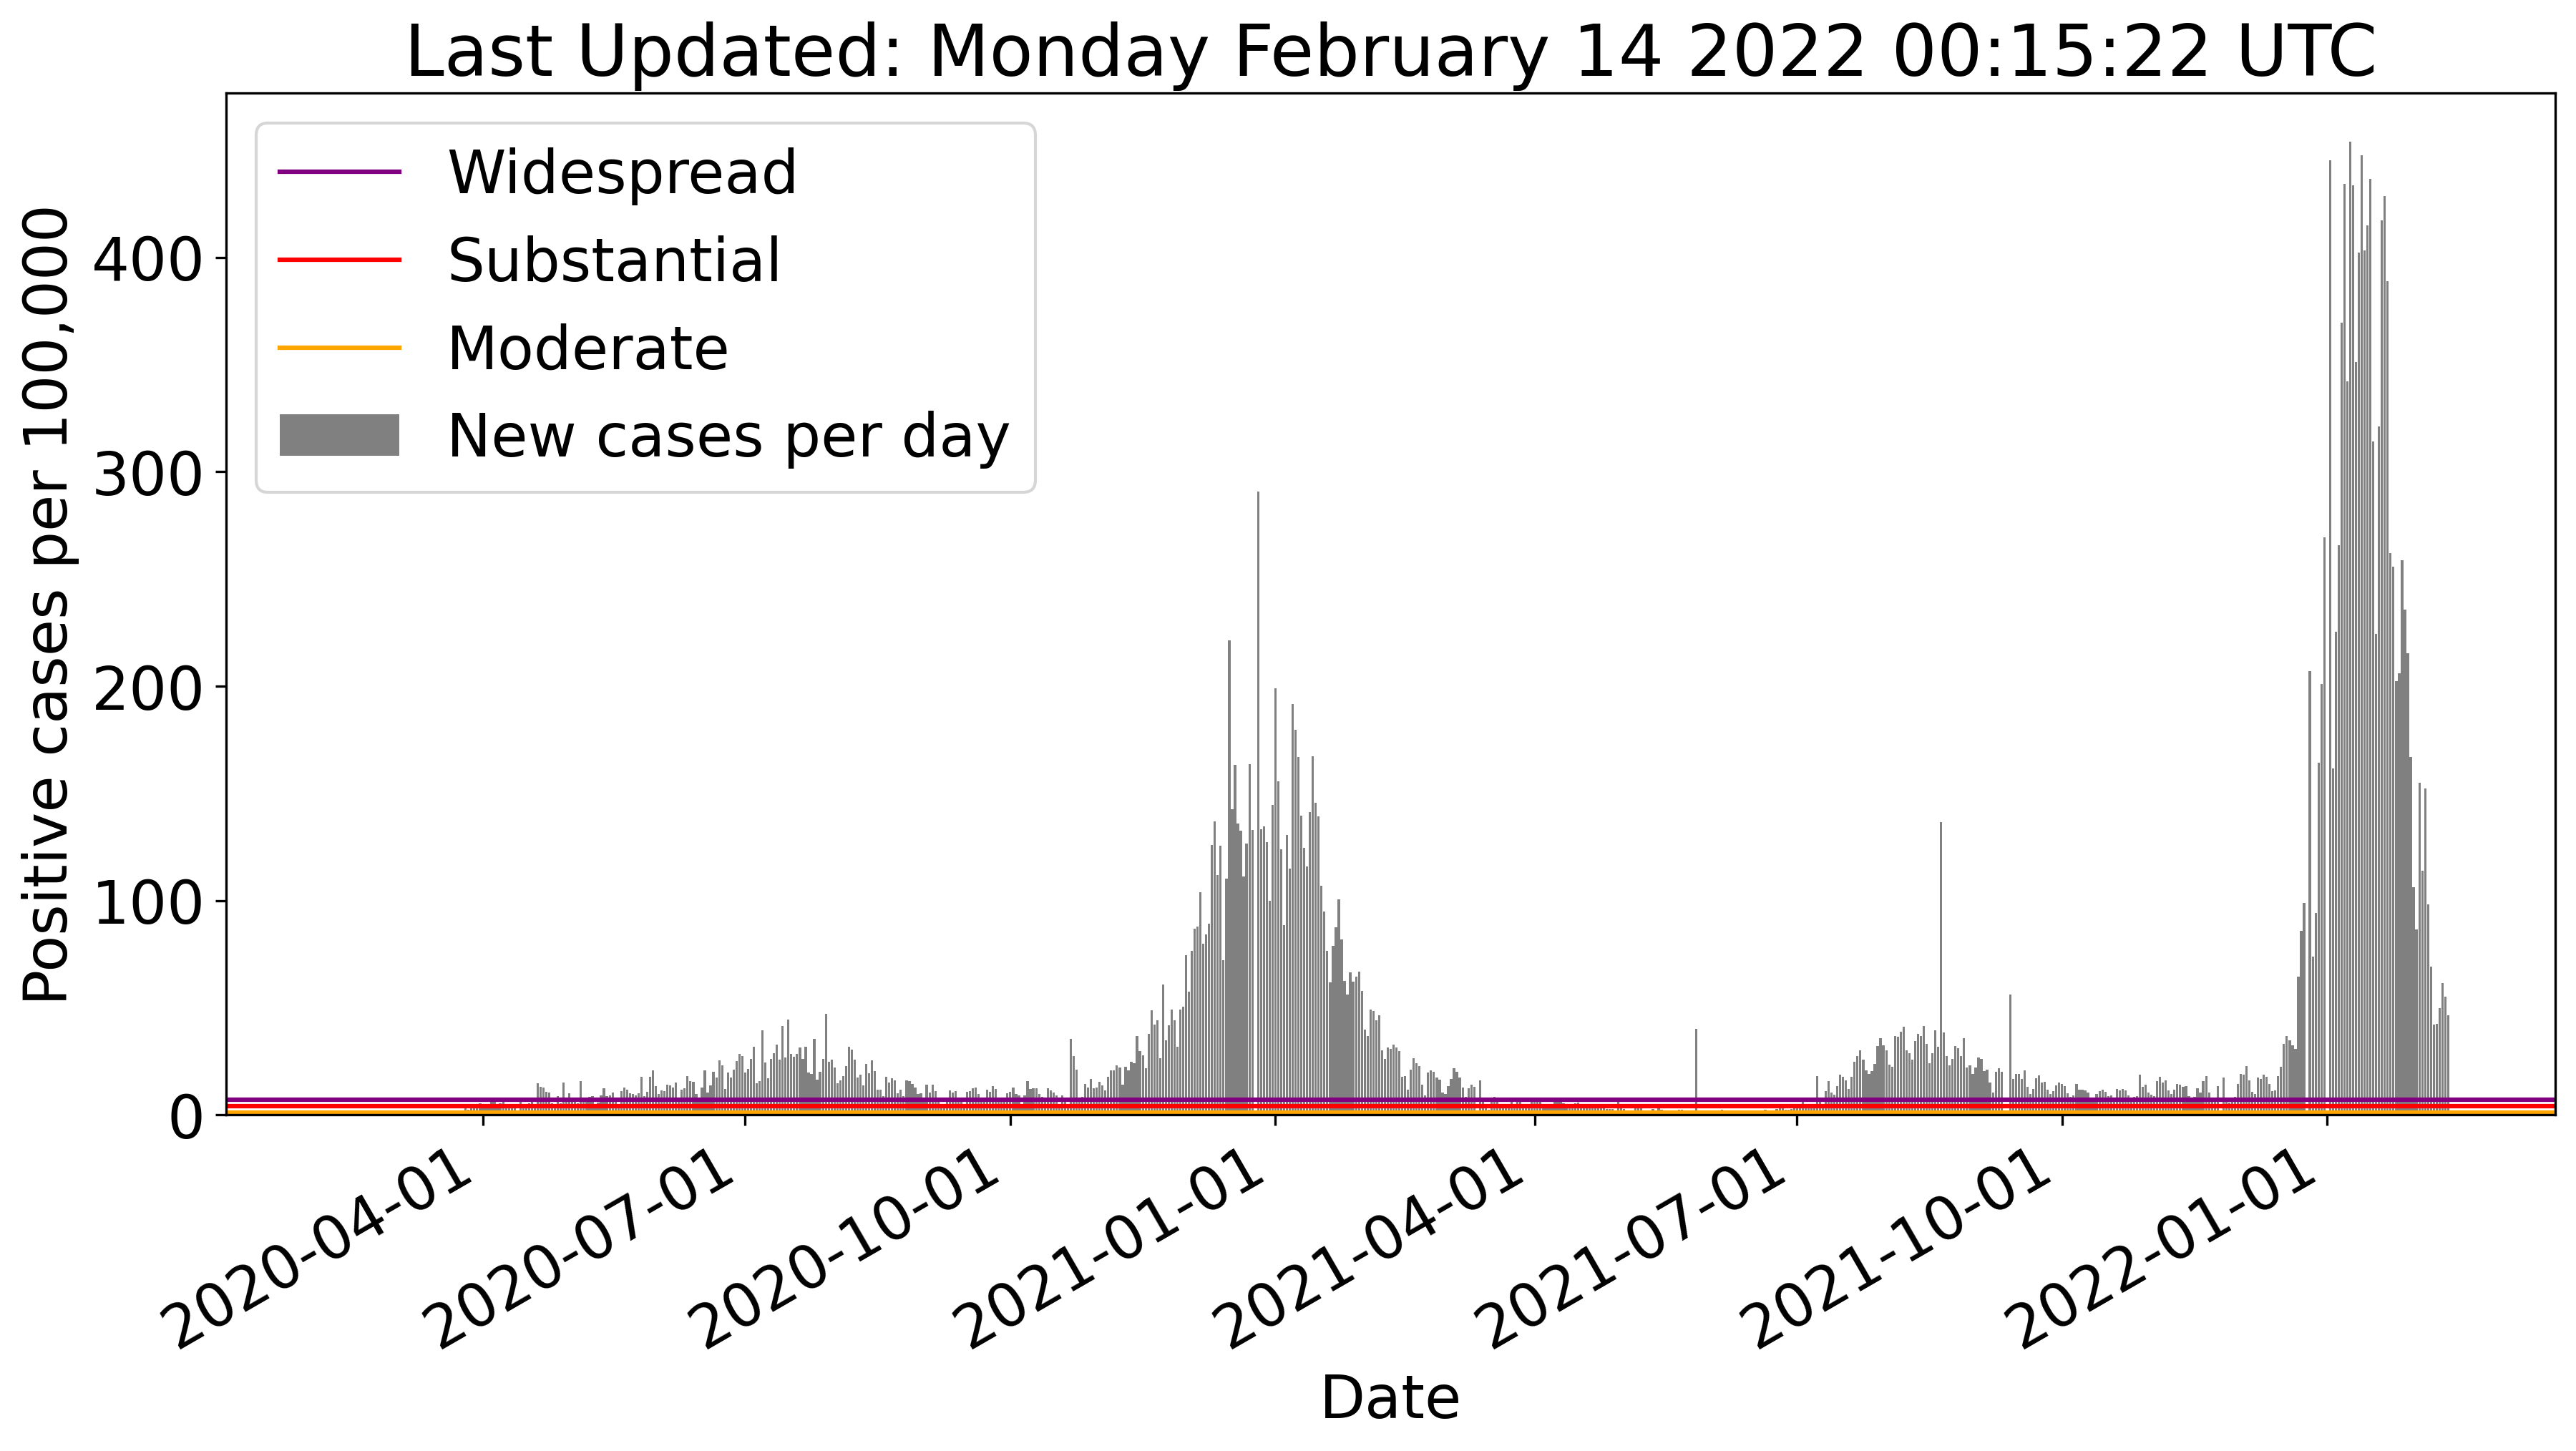 Last Updated: Monday February 14 2022 00:15:22 UTC
Widespread
Substantial
Moderate
New cases per day
Positive cases per 100,000
400
300
200
100
0
2020-04-01
2020-07-01
2020-10-01
2021-01-01
2021-04-01
2021-07-01
2021-10-01
2022-01-01
Date